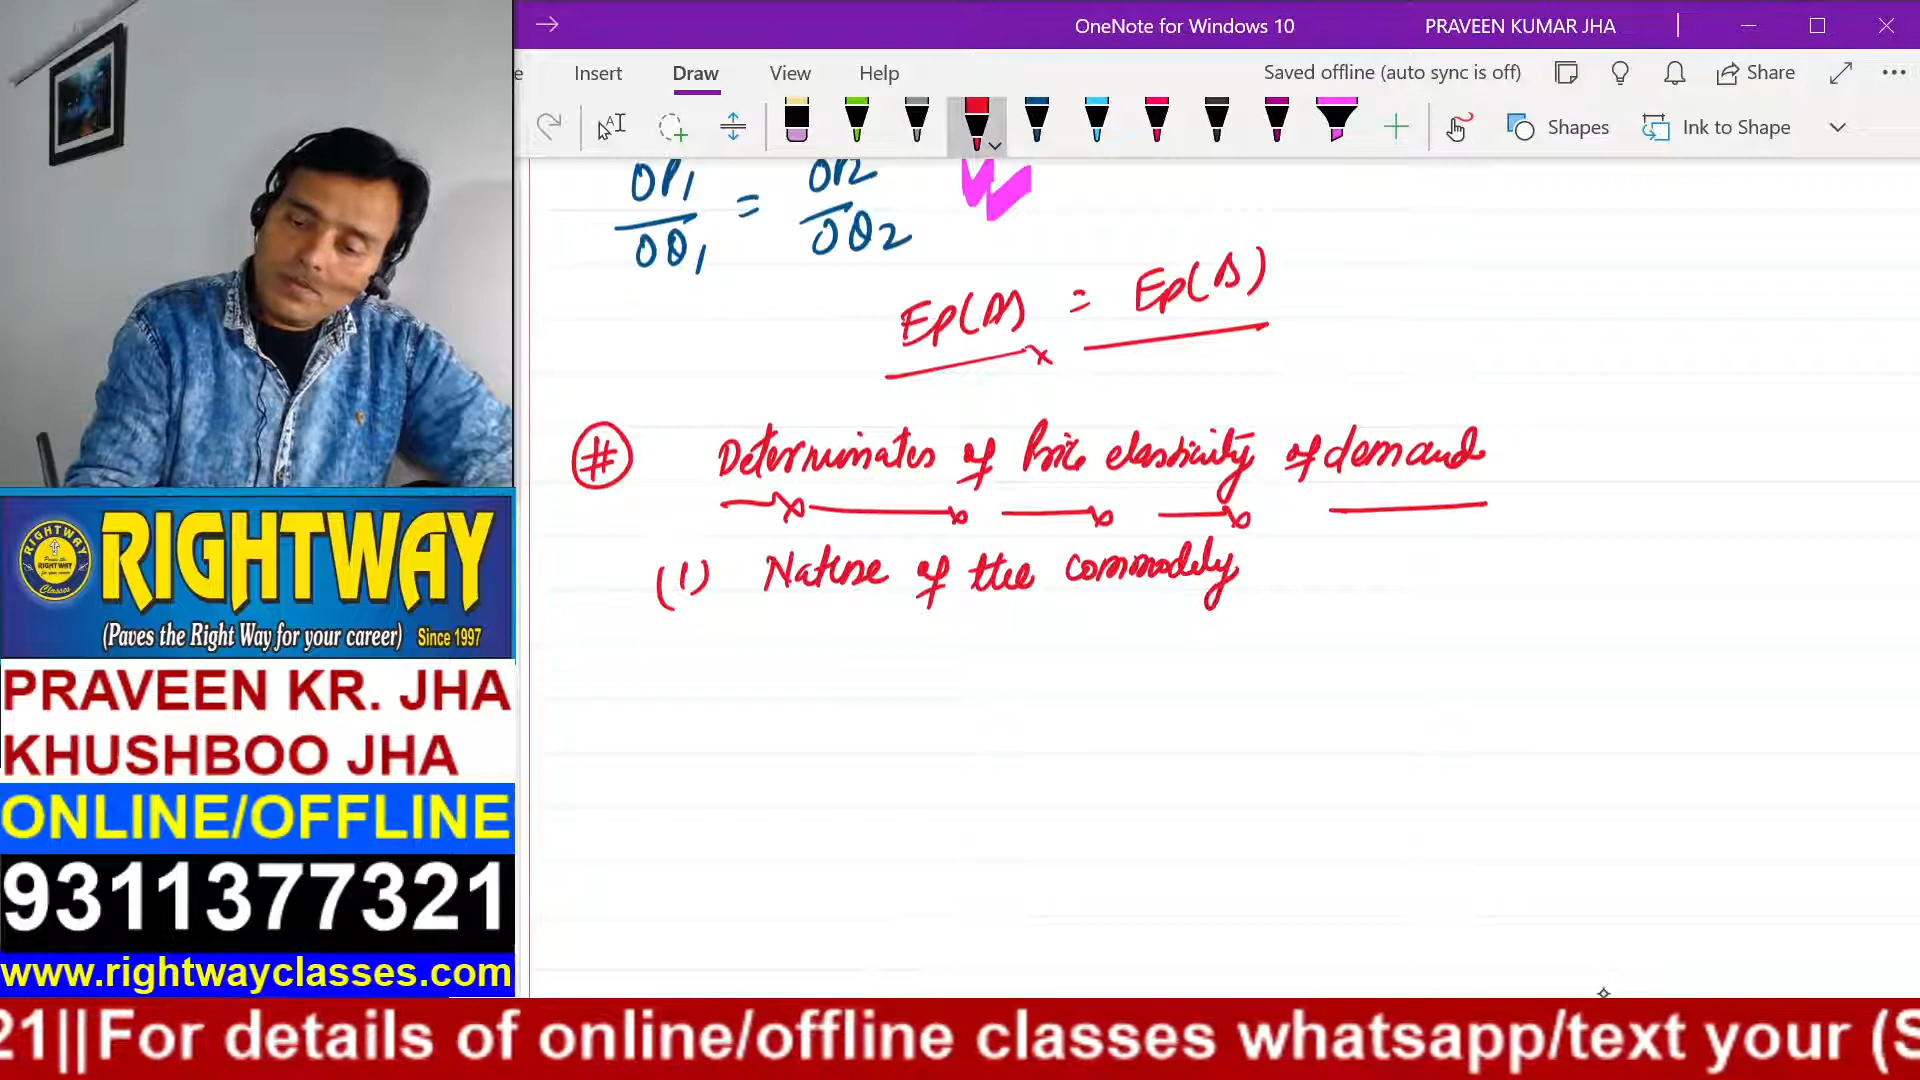 OneNote for Windows 10 PRAVEEN KUMAR JHA
Insert Draw View Help Saved offline (auto sync is off) Share
Shapes Ink to Shape
OP1 = OP2
OQ1 OQ2
Ep(A) = Ep(B)
# Determinates of Price elasticity of demand
(1) Nature of the commodity
RIGHTWAY
Classes
(Paves the Right Way for your career) Since 1997
PRAVEEN KR. JHA
KHUSHBOO JHA
ONLINE/OFFLINE
9311377321
www.rightwayclasses.com
21||For details of online/offline classes whatsapp/text your (S